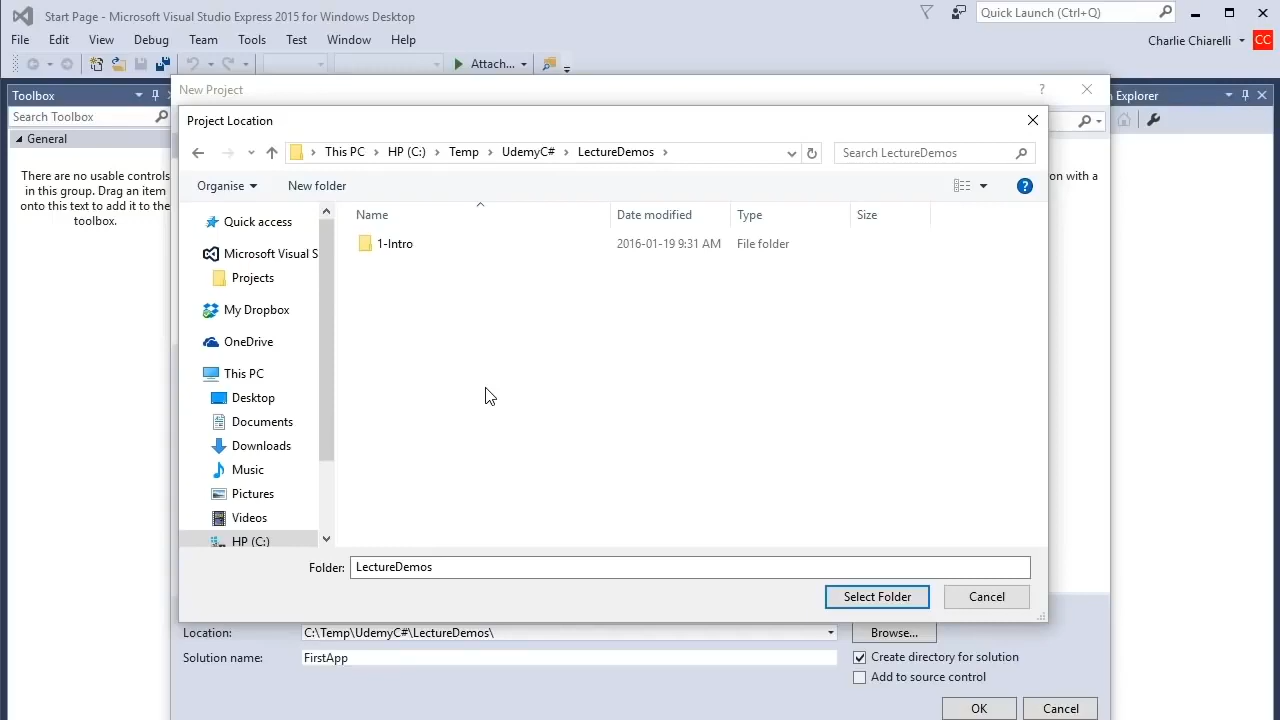 Start Page - Microsoft Visual Studio Express 2015 for Windows Desktop
Quick Launch (Ctrl+Q)
File Edit View Debug Team Tools Test Window Help
Charlie Chiarelli CC
Attach...
Toolbox
New Project
?
Explorer
Search Toolbox
Project Location
General
This PC > HP (C:) > Temp > UdemyC# > LectureDemos >
Search LectureDemos
There are no usable controls
in this group. Drag an item
onto this text to add it to the
toolbox.
on with a
Organise New folder
?
Name Date modified Type Size
Quick access
1-Intro 2016-01-19 9:31 AM File folder
Microsoft Visual S
Projects
My Dropbox
OneDrive
This PC
Desktop
Documents
Downloads
Music
Pictures
Videos
HP (C:)
Folder: LectureDemos
Select Folder Cancel
Location: C:\Temp\UdemyC#\LectureDemos\ Browse...
Solution name: FirstApp
Create directory for solution
Add to source control
OK Cancel